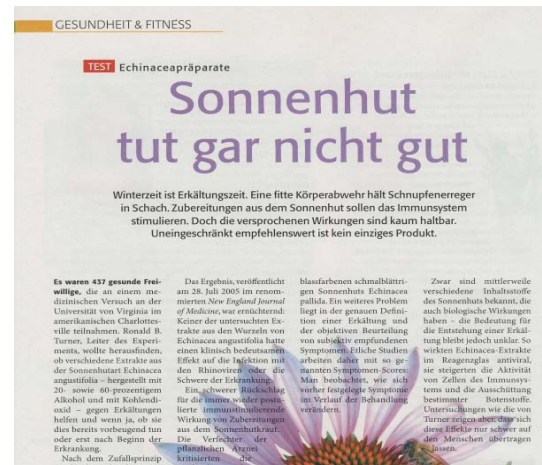 GESUNDHEIT & FITNESS
TEST Echinaceapräparate
Sonnenhut
tut gar nicht gut
Winterzeit ist Erkältungszeit. Eine fitte Körperabwehr hält Schnupfenerreger
in Schach. Zubereitungen aus dem Sonnenhut sollen das Immunsystem
stimulieren. Doch die versprochenen Wirkungen sind kaum haltbar.
Uneingeschränkt empfehlenswert ist kein einziges Produkt.
Es waren 437 gesunde Frei-
willige, die an einem me-
dizinischen Versuch an der
Universität von Virginia im
amerikanischen Charlottes-
ville teilnahmen. Ronald B.
Turner, Leiter des Experi-
ments, wollte herausfinden,
ob verschiedene Extrakte aus
der Sonnenhutart Echinacea
angustifolia – hergestellt mit
20- sowie 60-prozentigem
Alkohol und mit Kohlendi-
oxid – gegen Erkältungen
helfen und wenn ja, ob sie
dies bereits vorbeugend tun
oder erst nach Beginn der
Erkrankung.
Nach dem Zufallsprinzip
Das Ergebnis, veröffentlicht
am 28. Juli 2005 im renom-
mierten New England Journal
of Medicine, war ernüchternd:
Keiner der untersuchten Ex-
trakte aus den Wurzeln von
Echinacea angustifolia hatte
einen klinisch bedeutsamen
Effekt auf die Infektion mit
den Rhinoviren oder die
Schwere der Erkrankung.
Ein schwerer Rückschlag
für die immer wieder postu-
lierte immunstimulierende
Wirkung von Zubereitungen
aus dem Sonnenhutkraut.
Die Verfechter der
pflanzlichen Arznei
kritisierten die
blassfarbenen schmalblättri-
gen Sonnenhuts Echinacea
pallida. Ein weiteres Problem
liegt in der genauen Defini-
tion einer Erkältung und
der objektiven Beurteilung
von subjektiv empfundenen
Symptomen. Etliche Studien
arbeiten daher mit so ge-
nannten Symptomen-Scores:
Man beobachtet, wie sich
vorher festgelegte Symptome
im Verlauf der Behandlung
verändern.
Zwar sind mittlerweile
verschiedene Inhaltsstoffe
des Sonnenhuts bekannt, die
auch biologische Wirkungen
haben – die Bedeutung für
die Entstehung einer Erkäl-
tung bleibt jedoch unklar. So
wirkten Echinacea-Extrakte
im Reagenzglas antiviral,
sie steigerten die Aktivität
von Zellen des Immunsys-
tems und die Ausschüttung
bestimmter Botenstoffe.
Untersuchungen wie die von
Turner zeigen aber, dass sich
diese Effekte nur schwer auf
den Menschen übertragen
lassen.